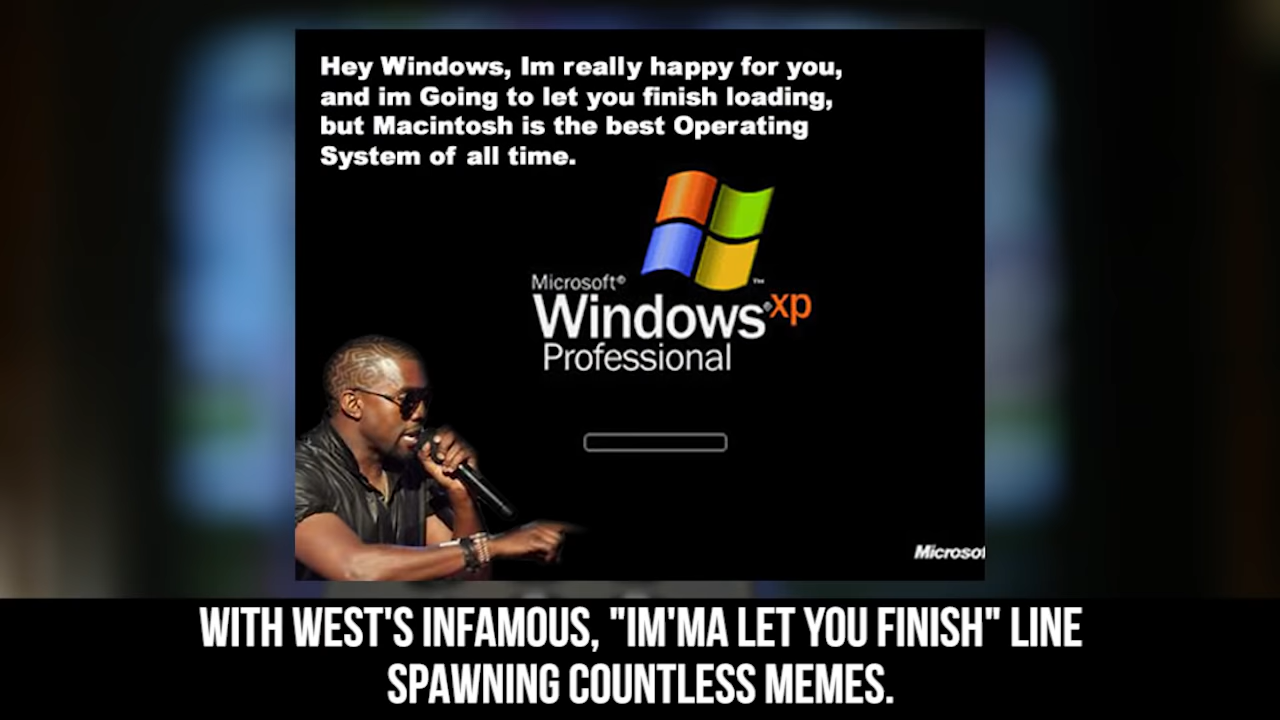 Hey Windows, Im really happy for you,
and im Going to let you finish loading,
but Macintosh is the best Operating
System of all time.
Microsoft®
Windows® xp
™
Professional
Microsof
WITH WEST'S INFAMOUS, "IM'MA LET YOU FINISH" LINE
SPAWNING COUNTLESS MEMES.